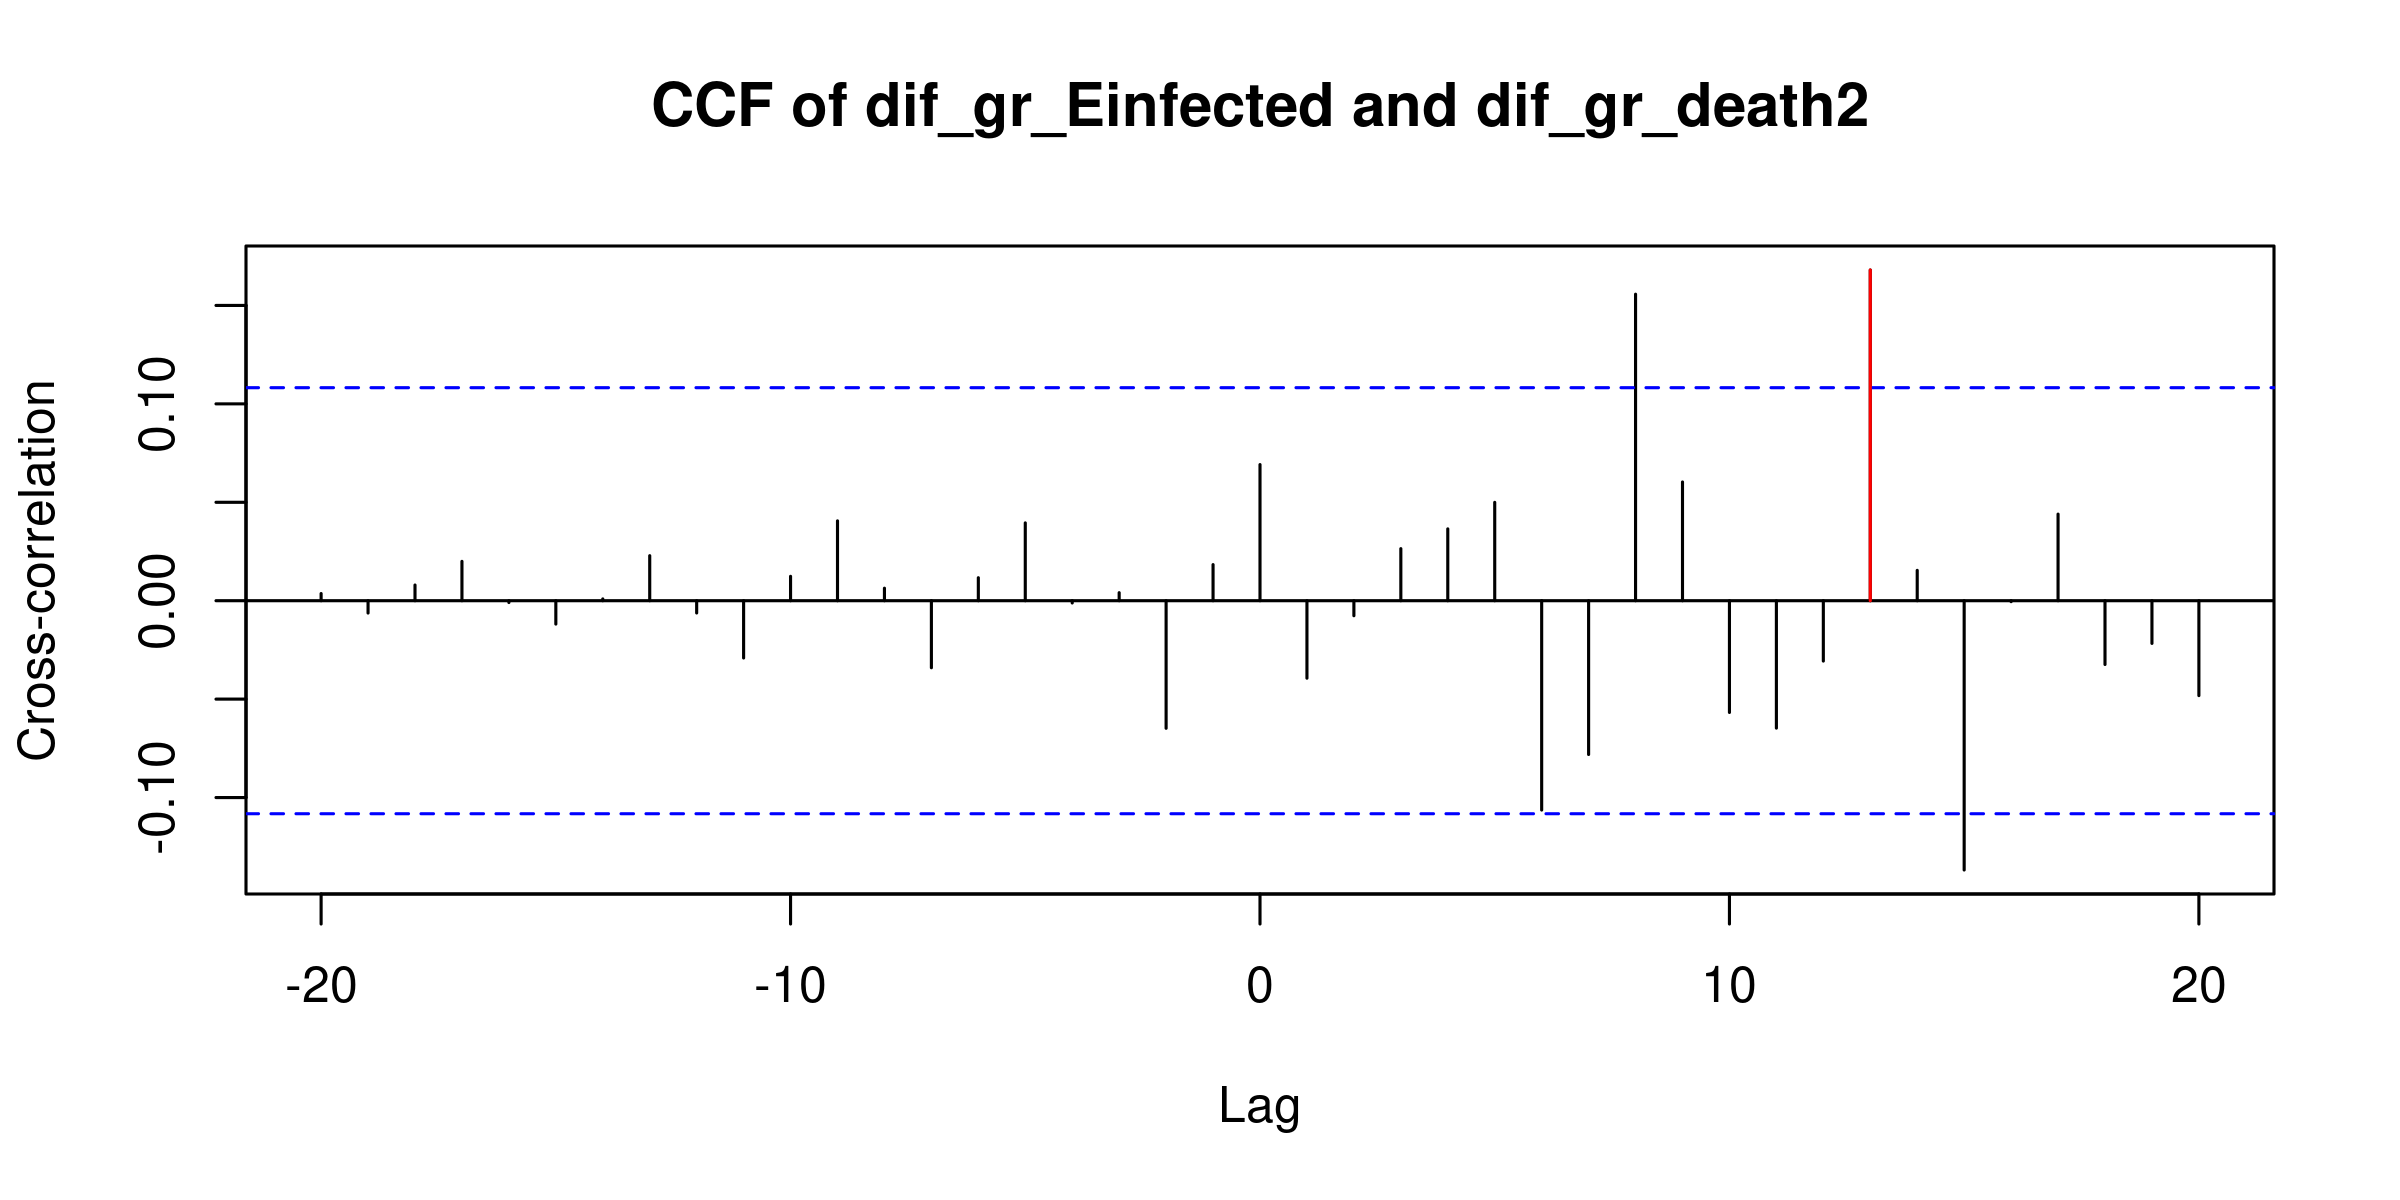 CCF of dif_gr_Einfected and dif_gr_death2
Cross-correlation
0.10
0.00
-0.10
-20 -10 0 10 20
Lag